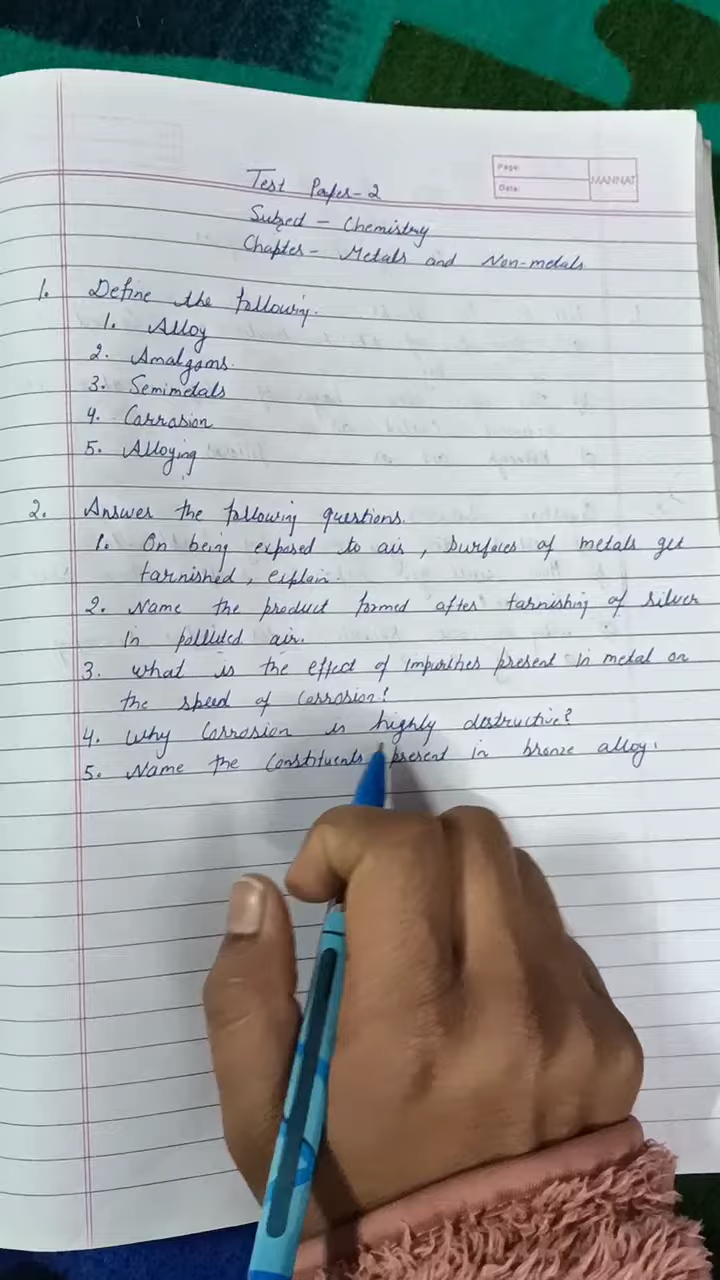 Page:
Date:
MANNAT
Test Paper-2
Subject - Chemistry
Chapter - Metals and Non-metals
1. Define the following.
1. Alloy
2. Amalgams.
3. Semimetals
4. Corrosion
5. Alloying
2. Answer the following questions.
1. On being exposed to air, surfaces of metals get
tarnished, explain
2. Name the product formed after tarnishing of silver
in polluted air.
3. what is the effect of impurities present in metal on
the speed of corrosion?
4. Why corrosion is highly destructive?
5. Name the constituents present in bronze alloy.